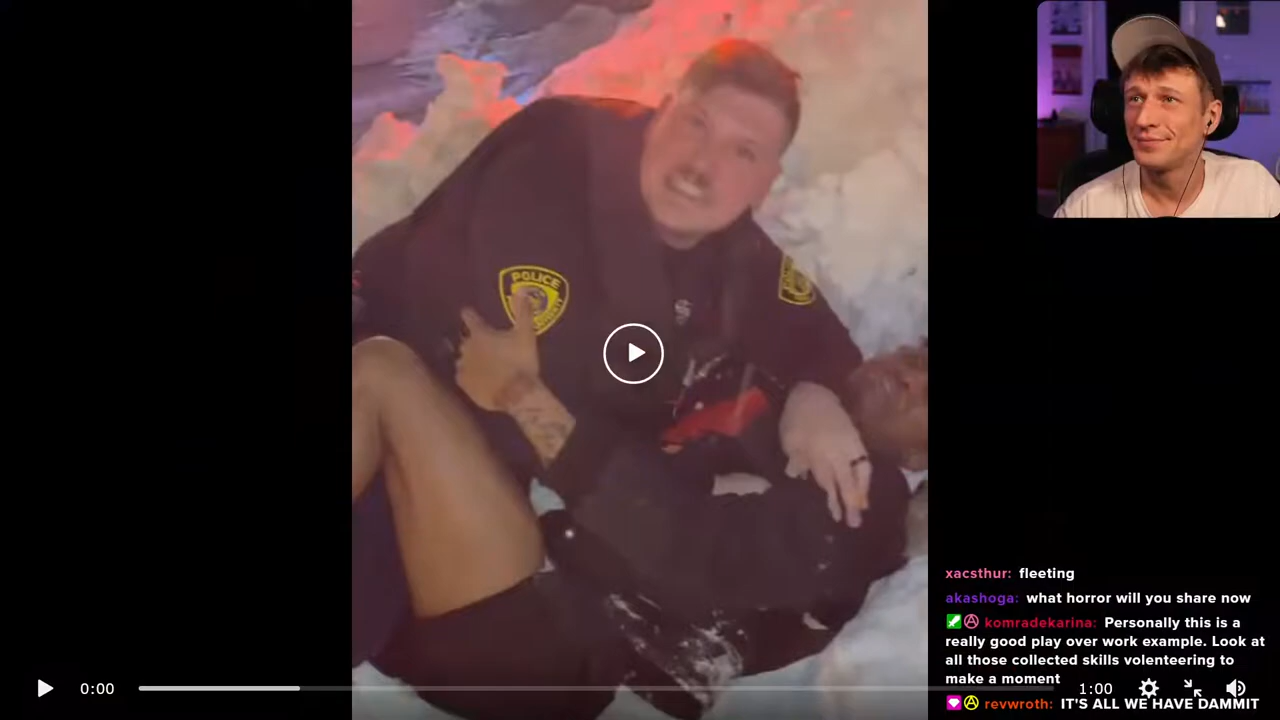 POLICE
xacsthur: fleeting
akashoga: what horror will you share now
komradekarina: Personally this is a
really good play over work example. Look at
all those collected skills volenteering to
make a moment
0:00
1:00
revwroth: IT'S ALL WE HAVE DAMMIT